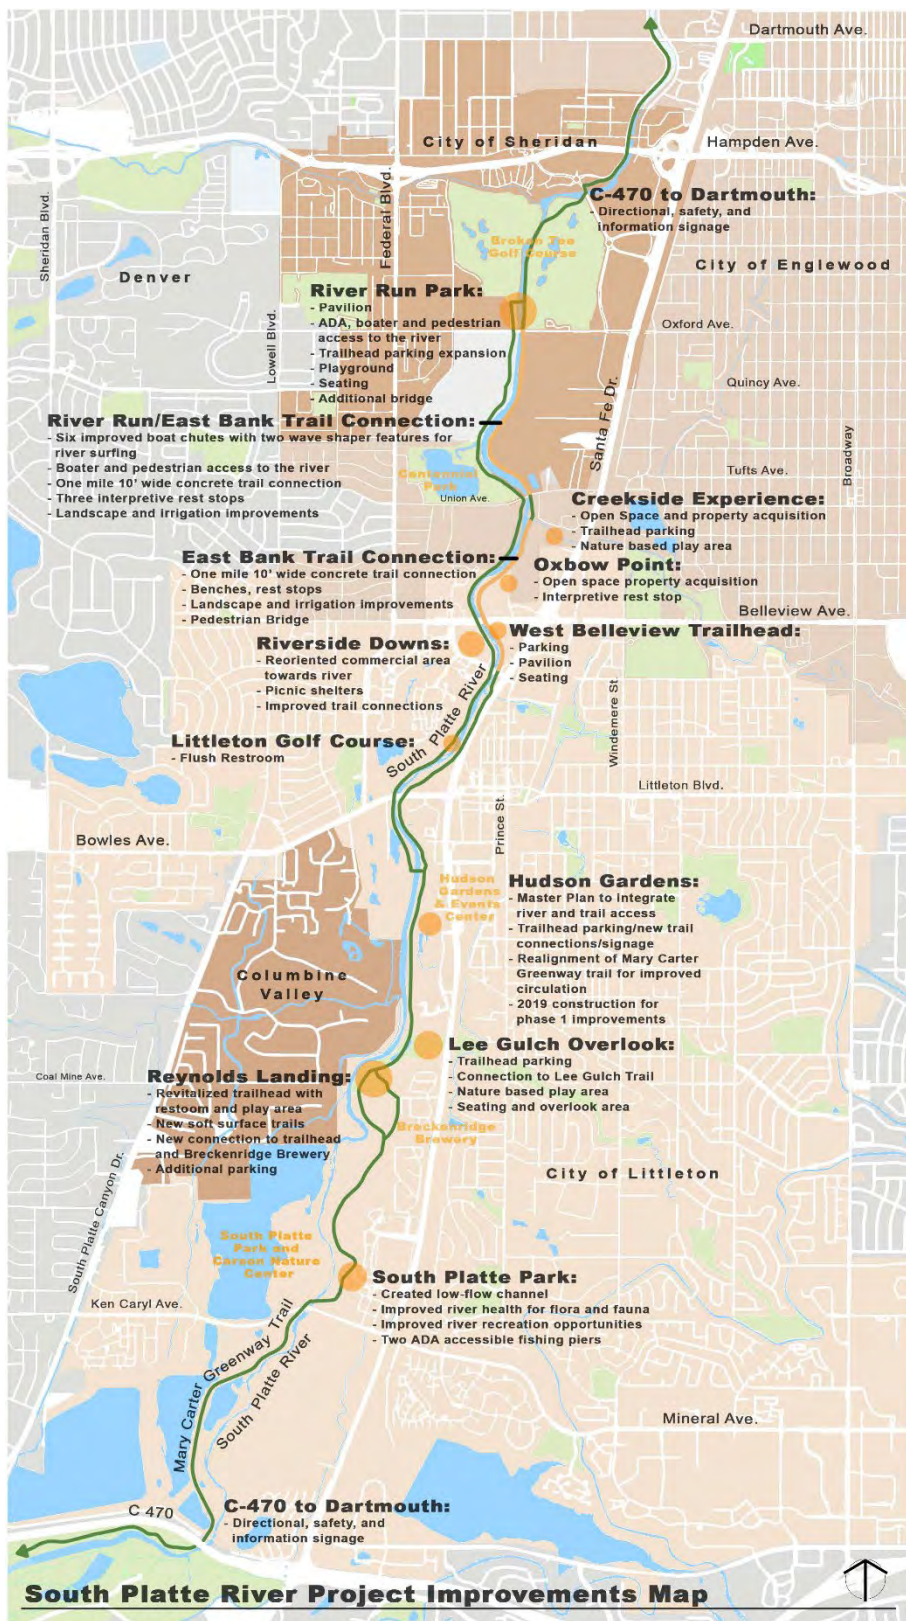 Dartmouth Ave.
City of Sheridan
Hampden Ave.
Sheridan Blvd.
Federal Blvd.
C-470 to Dartmouth:
- Directional, safety, and
information signage
Broken Tee
Golf Course
Denver
City of Englewood
River Run Park:
- Pavilion
- ADA, boater and pedestrian
access to the river
- Trailhead parking expansion
- Playground
- Seating
- Additional bridge
Lowell Blvd.
Oxford Ave.
Quincy Ave.
Santa Fe Dr.
Broadway
River Run/East Bank Trail Connection:
- Six improved boat chutes with two wave shaper features for
river surfing
- Boater and pedestrian access to the river
- One mile 10' wide concrete trail connection
- Three interpretive rest stops
- Landscape and irrigation improvements
Centennial
Park
Union Ave.
Tufts Ave.
Creekside Experience:
- Open Space and property acquisition
- Trailhead parking
- Nature based play area
East Bank Trail Connection:
- One mile 10' wide concrete trail connection
- Benches, rest stops
- Landscape and irrigation improvements
- Pedestrian Bridge
Oxbow Point:
- Open space property acquisition
- Interpretive rest stop
Belleview Ave.
Riverside Downs:
- Reoriented commercial area
towards river
- Picnic shelters
- Improved trail connections
West Belleview Trailhead:
- Parking
- Pavilion
- Seating
South Platte River
Windemere St.
Littleton Golf Course:
- Flush Restroom
Littleton Blvd.
Prince St.
Bowles Ave.
Hudson
Gardens
& Events
Center
Hudson Gardens:
- Master Plan to integrate
river and trail access
- Trailhead parking/new trail
connections/signage
- Realignment of Mary Carter
Greenway trail for improved
circulation
- 2019 construction for
phase 1 improvements
Columbine
Valley
Lee Gulch Overlook:
- Trailhead parking
- Connection to Lee Gulch Trail
- Nature based play area
- Seating and overlook area
Coal Mine Ave.
Reynolds Landing:
- Revitalized trailhead with
restoom and play area
- New soft surface trails
- New connection to trailhead
and Breckenridge Brewery
- Additional parking
Breckenridge
Brewery
City of Littleton
South Platte Canyon Dr.
South Platte
Park and
Carson Nature
Center
South Platte Park:
- Created low-flow channel
- Improved river health for flora and fauna
- Improved river recreation opportunities
- Two ADA accessible fishing piers
Ken Caryl Ave.
Mary Carter Greenway Trail
South Platte River
Mineral Ave.
C 470
C-470 to Dartmouth:
- Directional, safety, and
information signage
South Platte River Project Improvements Map